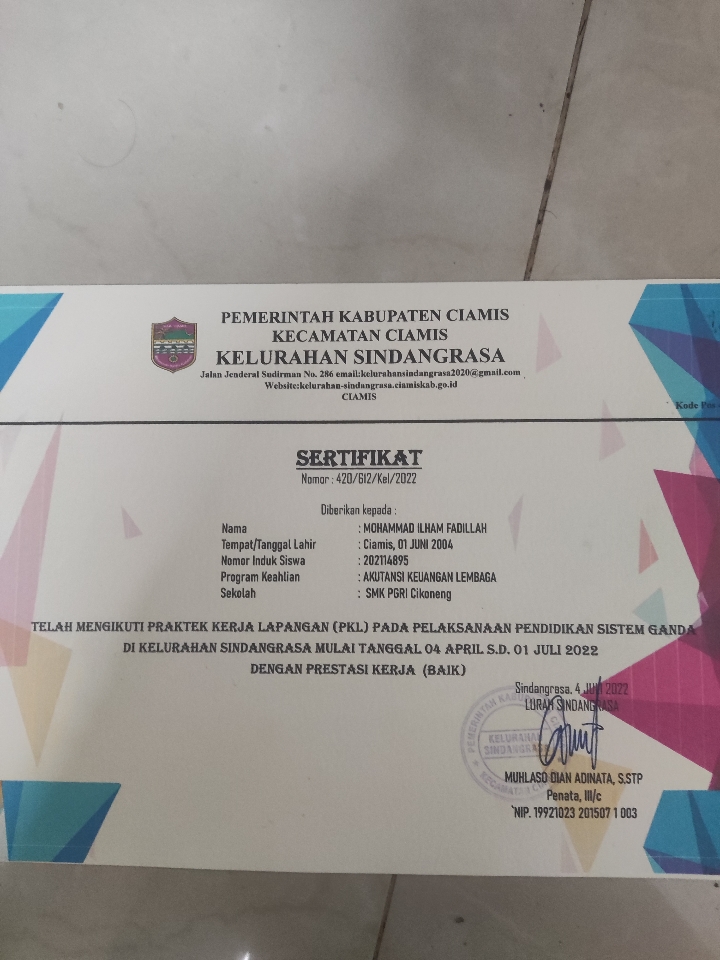 PEMERINTAH KABUPATEN CIAMIS
KECAMATAN CIAMIS
KELURAHAN SINDANGRASA
Jalan Jenderal Sudirman No. 286 email:kelurahansindangrasa2020@gmail.com
Website:kelurahan-sindangrasa.ciamiskab.go.id
CIAMIS
Kode Pos
SERTIFIKAT
Nomor : 420/612/Kel/2022
Diberikan kepada :
Nama : MOHAMMAD ILHAM FADILLAH
Tempat/Tanggal Lahir : Ciamis, 01 JUNI 2004
Nomor Induk Siswa : 202114895
Program Keahlian : AKUTANSI KEUANGAN LEMBAGA
Sekolah : SMK PGRI Cikoneng
TELAH MENGIKUTI PRAKTEK KERJA LAPANGAN (PKL) PADA PELAKSANAAN PENDIDIKAN SISTEM GANDA
DI KELURAHAN SINDANGRASA MULAI TANGGAL 04 APRIL S.D. 01 JULI 2022
DENGAN PRESTASI KERJA (BAIK)
Sindangrasa, 4 JULI 2022
LURAH SINDANGRASA
PEMERINTAH
KELURAHAN
SINDANGRASA
KECAMATAN
MUHLASO DIAN ADINATA, S.STP
Penata, III/c
NIP. 19921023 201507 1 003